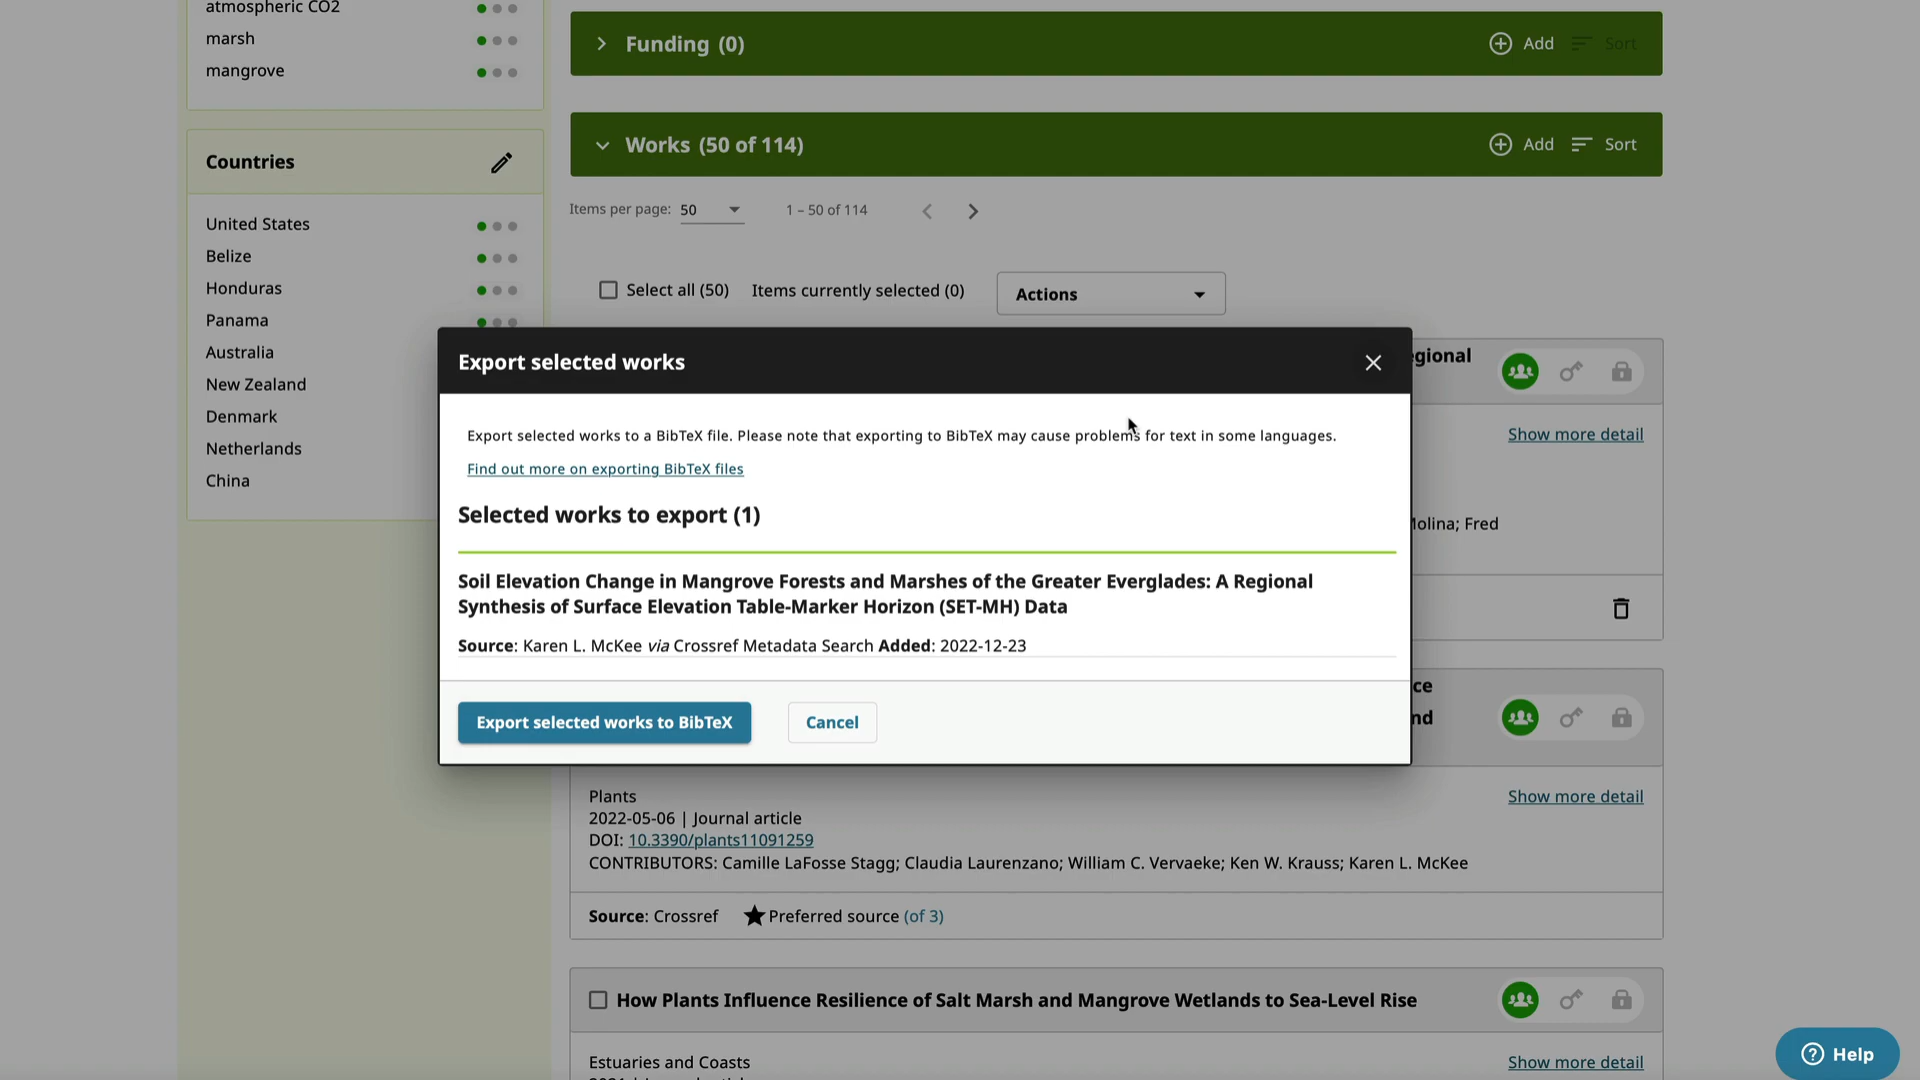 atmospheric CO2
marsh
mangrove
Countries
United States
Belize
Honduras
Panama
Australia
New Zealand
Denmark
Netherlands
China
Funding (0)
Add
Sort
Works (50 of 114)
Add
Sort
Items per page: 50
1 – 50 of 114
Select all (50)
Items currently selected (0)
Actions
Show more detail
Molina; Fred
Export selected works
Export selected works to a BibTeX file. Please note that exporting to BibTeX may cause problems for text in some languages.
Find out more on exporting BibTeX files
Selected works to export (1)
Soil Elevation Change in Mangrove Forests and Marshes of the Greater Everglades: A Regional
Synthesis of Surface Elevation Table-Marker Horizon (SET-MH) Data
Source: Karen L. McKee via Crossref Metadata Search Added: 2022-12-23
Export selected works to BibTeX
Cancel
Plants
Show more detail
2022-05-06 | Journal article
DOI: 10.3390/plants11091259
CONTRIBUTORS: Camille LaFosse Stagg; Claudia Laurenzano; William C. Vervaeke; Ken W. Krauss; Karen L. McKee
Source: Crossref
Preferred source (of 3)
How Plants Influence Resilience of Salt Marsh and Mangrove Wetlands to Sea-Level Rise
Estuaries and Coasts
Show more detail
Help